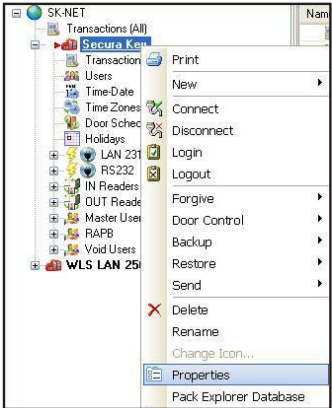 SK-NET
Nam
Transactions (All)
Secura Key
Transaction
Users
Time-Date
Time Zones
Door Sched
Holidays
LAN 231
RS232
IN Readers
OUT Reade
Master User
RAPB
Void Users
WLS LAN 250
Print
New
Connect
Disconnect
Login
Logout
Forgive
Door Control
Backup
Restore
Send
Delete
Rename
Change Icon...
Properties
Pack Explorer Database